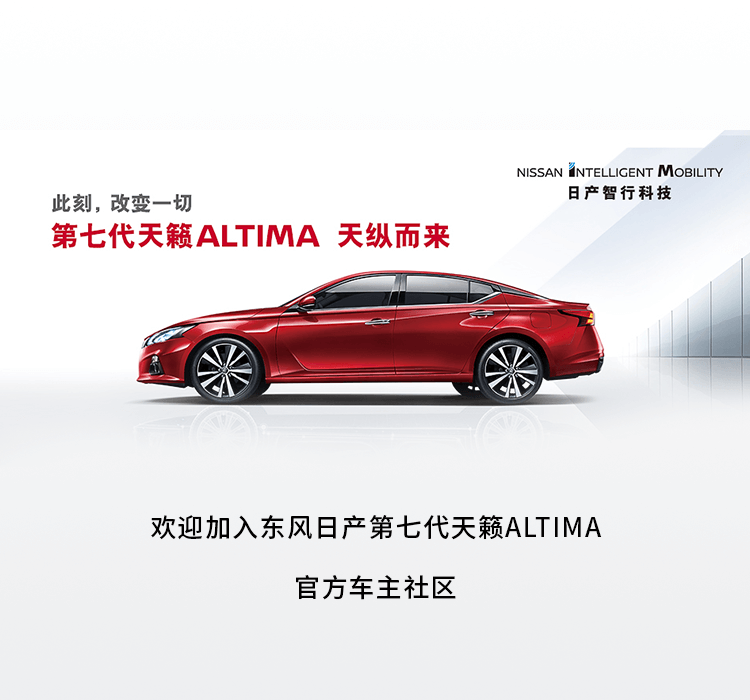 NISSAN INTELLIGENT MOBILITY
日产智行科技
此刻，改变一切
第七代天籁ALTIMA 天纵而来
欢迎加入东风日产第七代天籁ALTIMA
官方车主社区